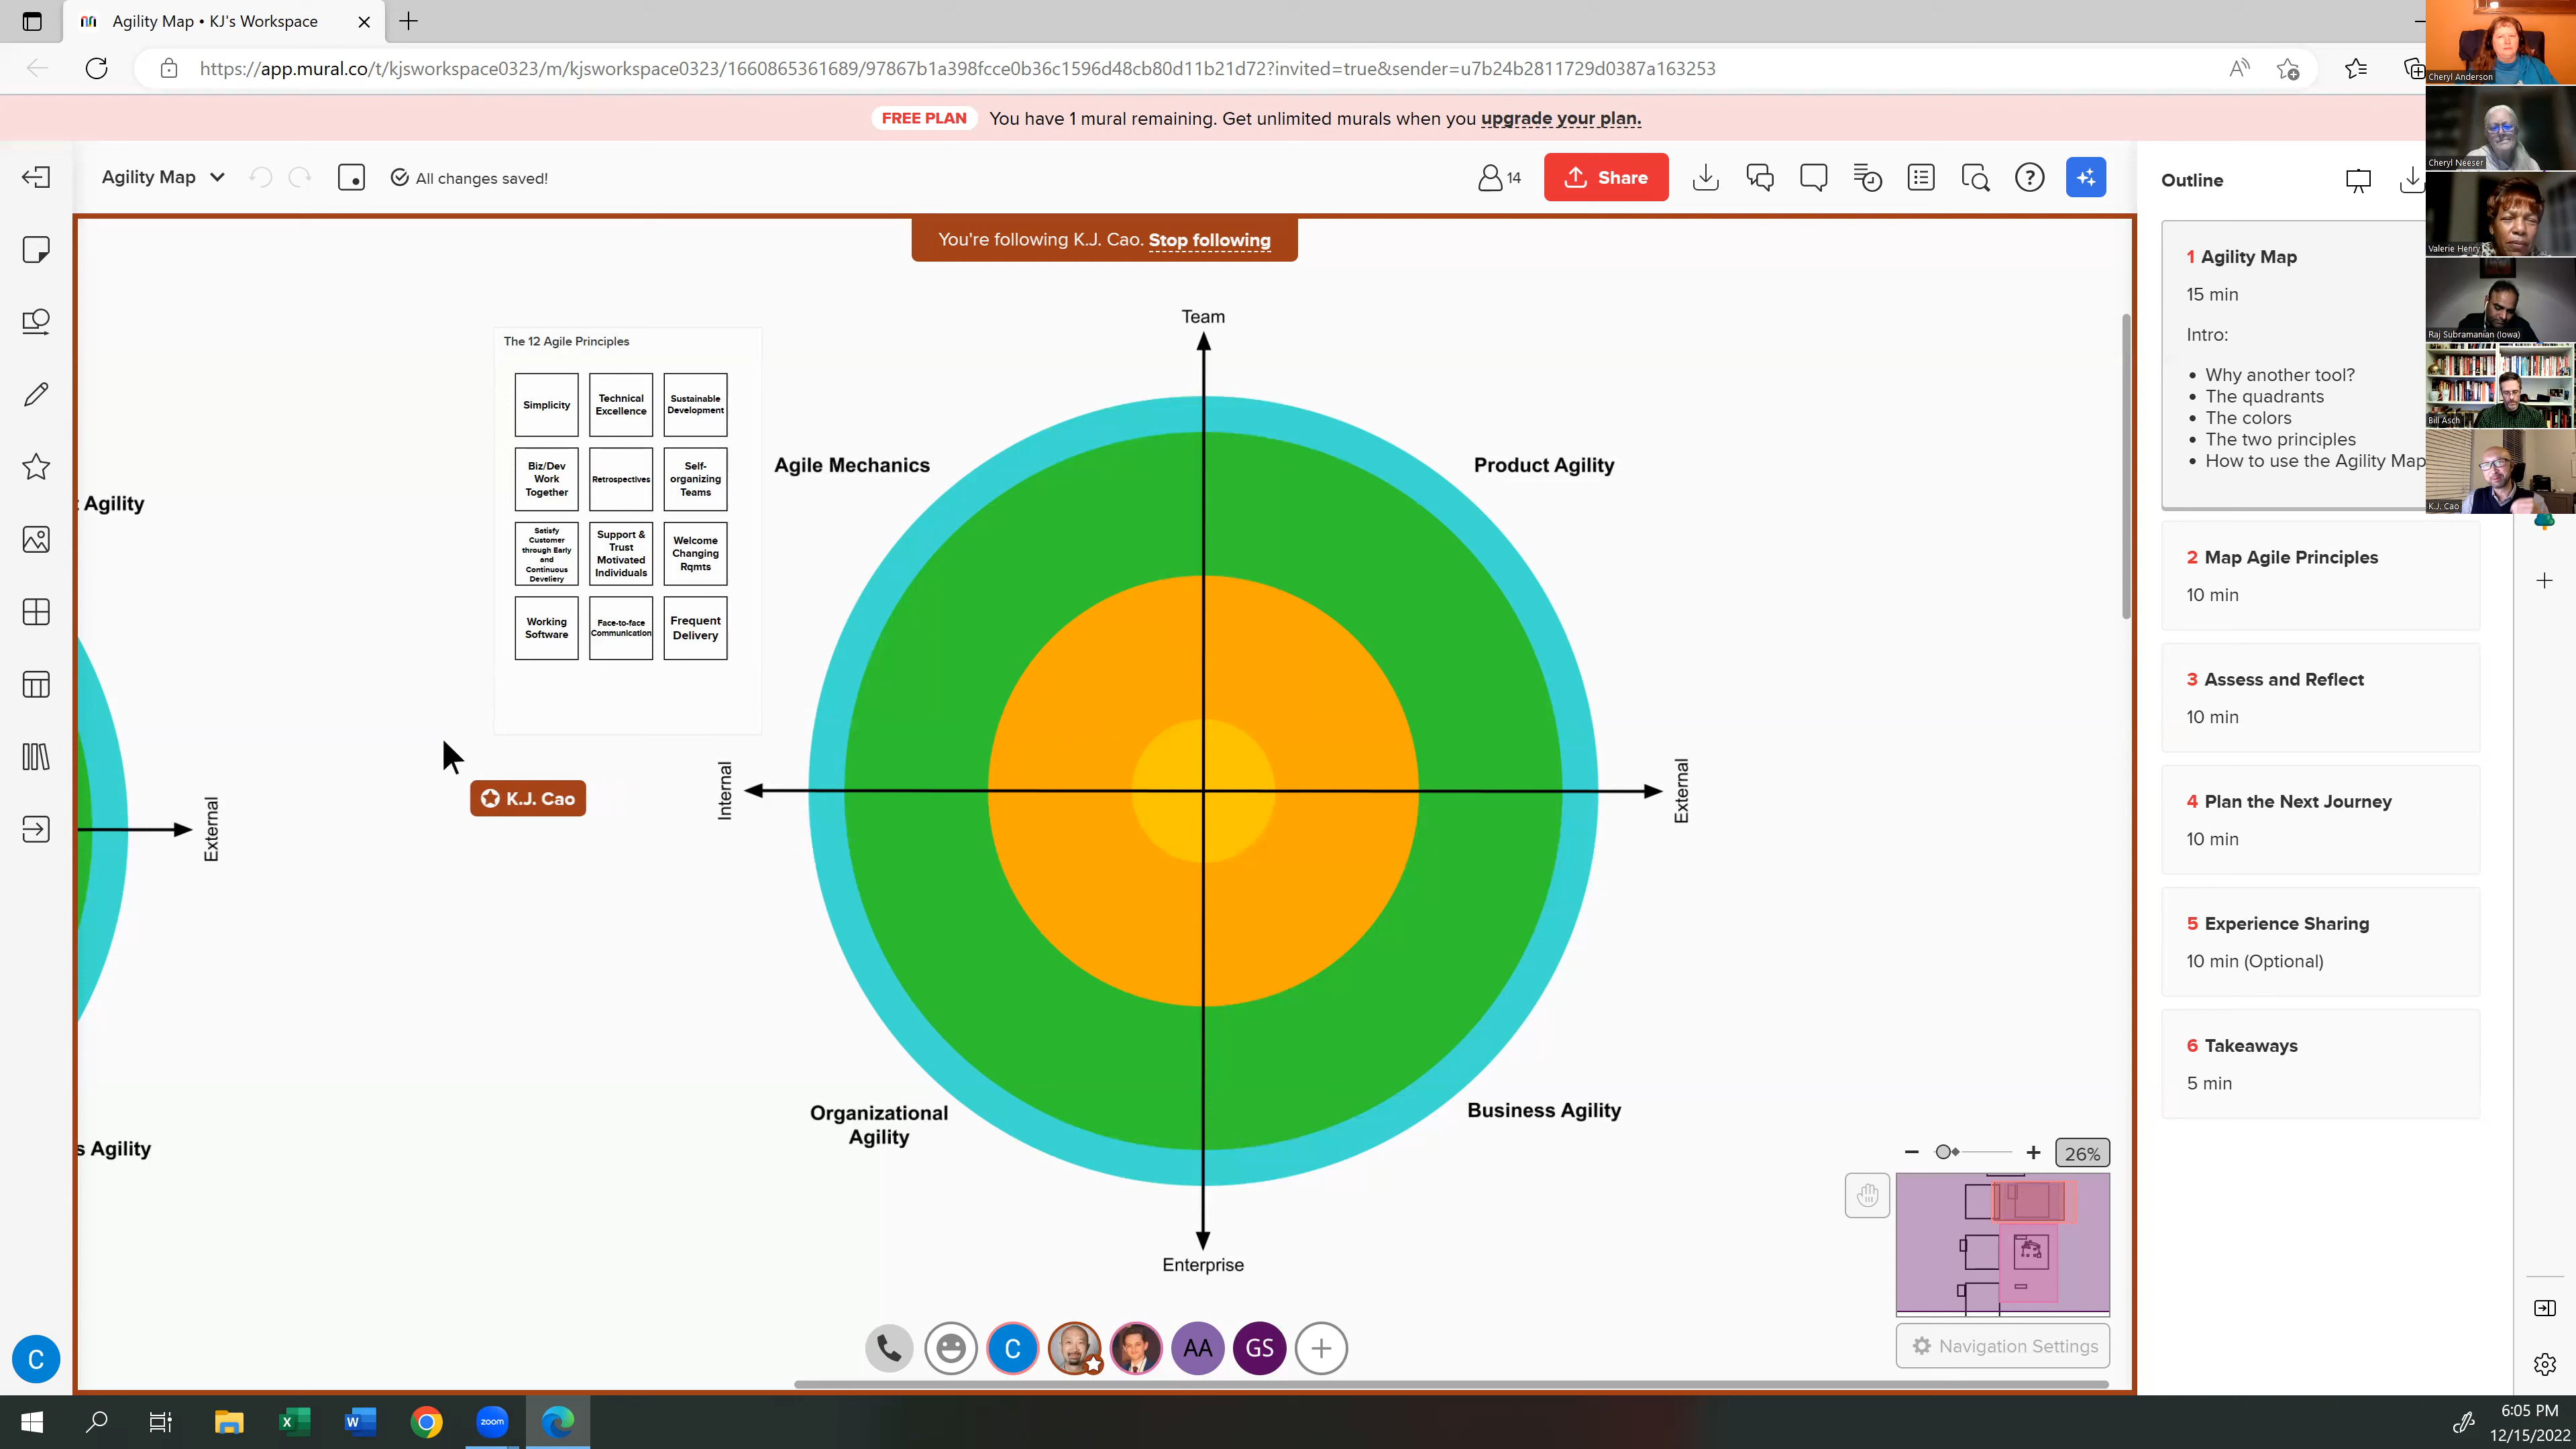 Agility Map • KJ's Workspace
https://app.mural.co/t/kjsworkspace0323/m/kjsworkspace0323/1660865361689/97867b1a398fcce0b36c1596d48cb80d11b21d72?invited=true&sender=u7b24b2811729d0387a163253
FREE PLAN You have 1 mural remaining. Get unlimited murals when you upgrade your plan.
Agility Map
All changes saved!
14
Share
You're following K.J. Cao. Stop following
Team
The 12 Agile Principles
Simplicity
Technical
Excellence
Sustainable
Development
Biz/Dev
Work
Together
Retrospectives
Self-
organizing
Teams
Satisfy
Customer
through Early
and
Continuous
Develiery
Support &
Trust
Motivated
Individuals
Welcome
Changing
Rqmts
Working
Software
Face-to-face
Communication
Frequent
Delivery
Agile Mechanics
Product Agility
Agility
External
s Agility
K.J. Cao
Internal
External
Organizational
Agility
Business Agility
Enterprise
26%
Navigation Settings
C
C
AA
GS
Outline
1 Agility Map
15 min
Intro:
• Why another tool?
• The quadrants
• The colors
• The two principles
• How to use the Agility Map
2 Map Agile Principles
10 min
3 Assess and Reflect
10 min
4 Plan the Next Journey
10 min
5 Experience Sharing
10 min (Optional)
6 Takeaways
5 min
Cheryl Anderson
Cheryl Neeser
Valerie Henry
Raj Subramanian (Iowa)
Bill Asch
K.J. Cao
zoom
6:05 PM
12/15/2022